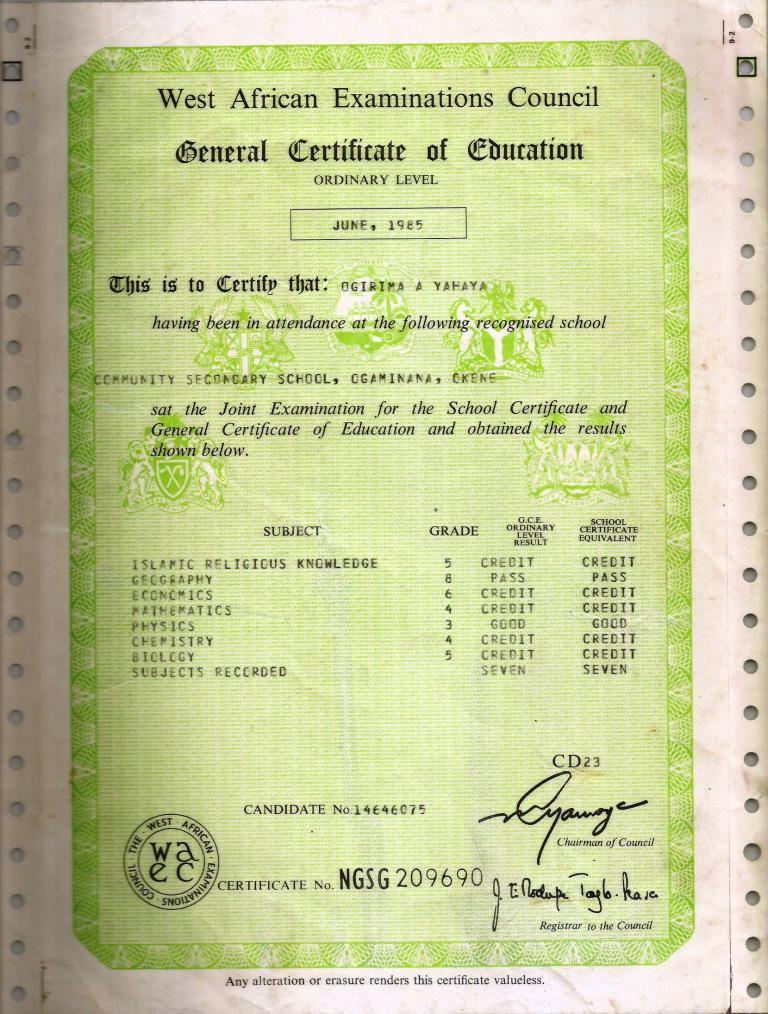 West African Examinations Council
General Certificate of Education
ORDINARY LEVEL
JUNE, 1985
This is to Certify that: OGIRIMA A YAHAYA
having been in attendance at the following recognised school
COMMUNITY SECONDARY SCHOOL, OGAMINANA, OKENE
sat the Joint Examination for the School Certificate and
General Certificate of Education and obtained the results
shown below.
SUBJECT GRADE G.C.E. ORDINARY LEVEL RESULT SCHOOL CERTIFICATE EQUIVALENT
ISLAMIC RELIGIOUS KNOWLEDGE 5 CREDIT CREDIT
GEOGRAPHY 8 PASS PASS
ECONOMICS 6 CREDIT CREDIT
MATHEMATICS 4 CREDIT CREDIT
PHYSICS 3 GOOD GOOD
CHEMISTRY 4 CREDIT CREDIT
BIOLOGY 5 CREDIT CREDIT
SUBJECTS RECORDED SEVEN SEVEN
CD23
CANDIDATE No. 14646075
Chairman of Council
THE · WEST · AFRICAN · EXAMINATIONS · COUNCIL
wa
ec
CERTIFICATE No. NGSG 209690
Registrar to the Council
Any alteration or erasure renders this certificate valueless.
9-2